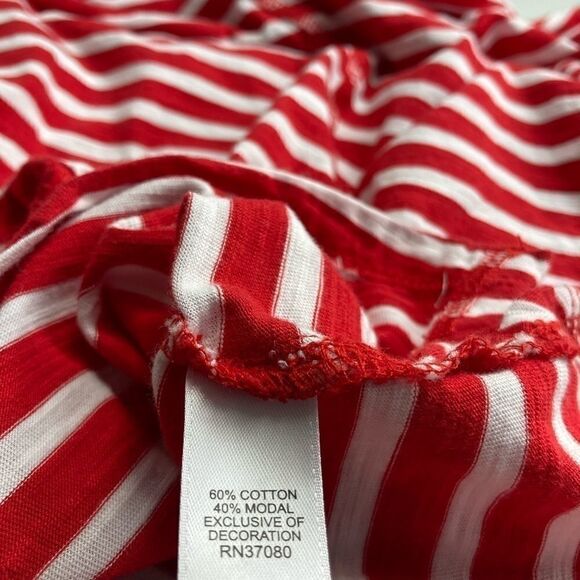 60% COTTON
40% MODAL
EXCLUSIVE OF
DECORATION
RN37080